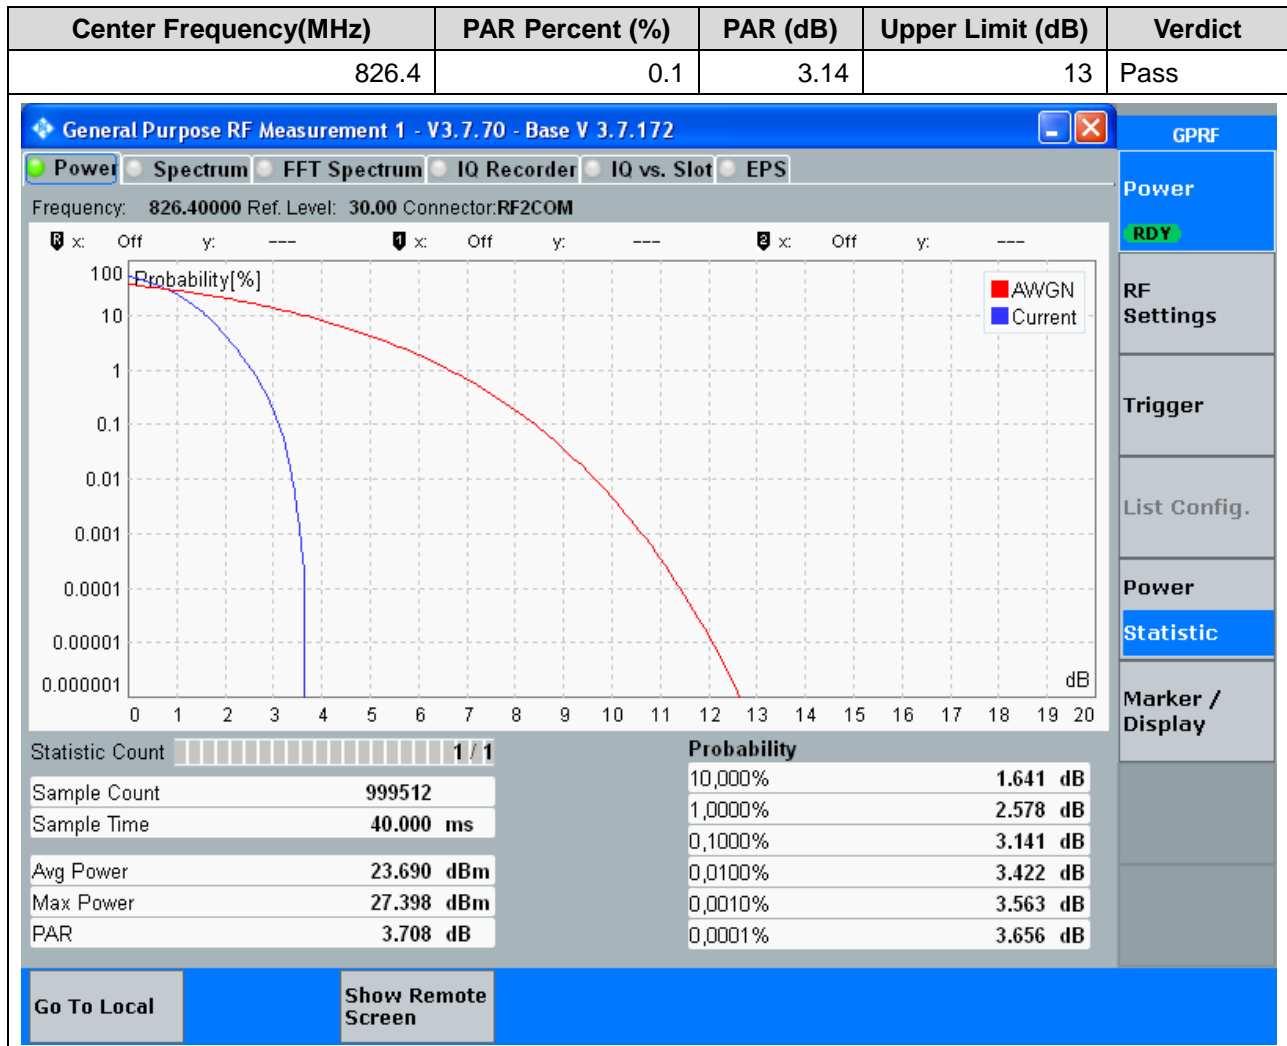 Center Frequency(MHz) PAR Percent (%) PAR (dB) Upper Limit (dB) Verdict
826.4 0.1 3.14 13 Pass
General Purpose RF Measurement 1 - V3.7.70 - Base V 3.7.172
GPRF
Power Spectrum FFT Spectrum IQ Recorder IQ vs. Slot EPS
Frequency: 826.40000 Ref. Level: 30.00 Connector:RF2COM
R x: Off y: --- 1 x: Off y: --- 2 x: Off y: ---
Probability[%]
100
10
1
0.1
0.01
0.001
0.0001
0.00001
0.000001
AWGN
Current
dB
0 1 2 3 4 5 6 7 8 9 10 11 12 13 14 15 16 17 18 19 20
Statistic Count 1 / 1
Sample Count 999512
Sample Time 40.000 ms
Avg Power 23.690 dBm
Max Power 27.398 dBm
PAR 3.708 dB
Probability
10,000% 1.641 dB
1,0000% 2.578 dB
0,1000% 3.141 dB
0,0100% 3.422 dB
0,0010% 3.563 dB
0,0001% 3.656 dB
Power
RDY
RF
Settings
Trigger
List Config.
Power
Statistic
Marker /
Display
Go To Local
Show Remote
Screen